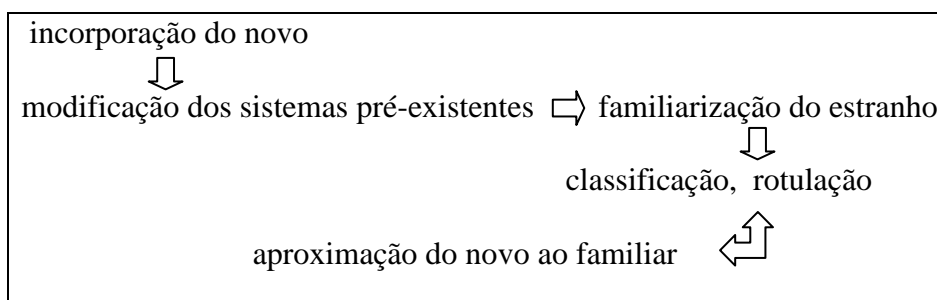 incorporação do novo
modificação dos sistemas pré-existentes familiarização do estranho
classificação, rotulação
aproximação do novo ao familiar